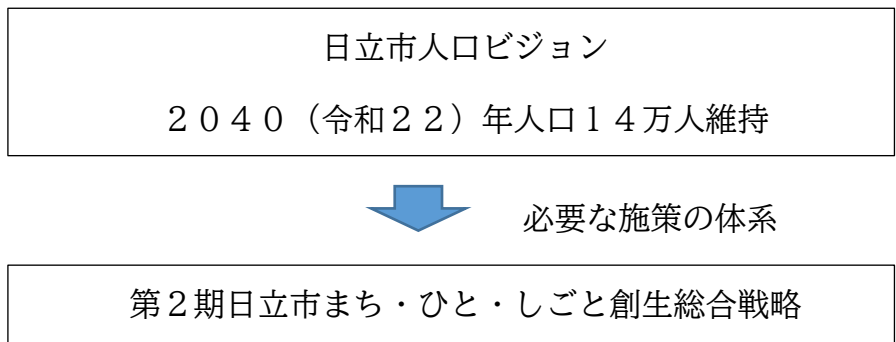 日立市人口ビジョン
２０４０（令和２２）年人口１４万人維持
必要な施策の体系
第２期日立市まち・ひと・しごと創生総合戦略